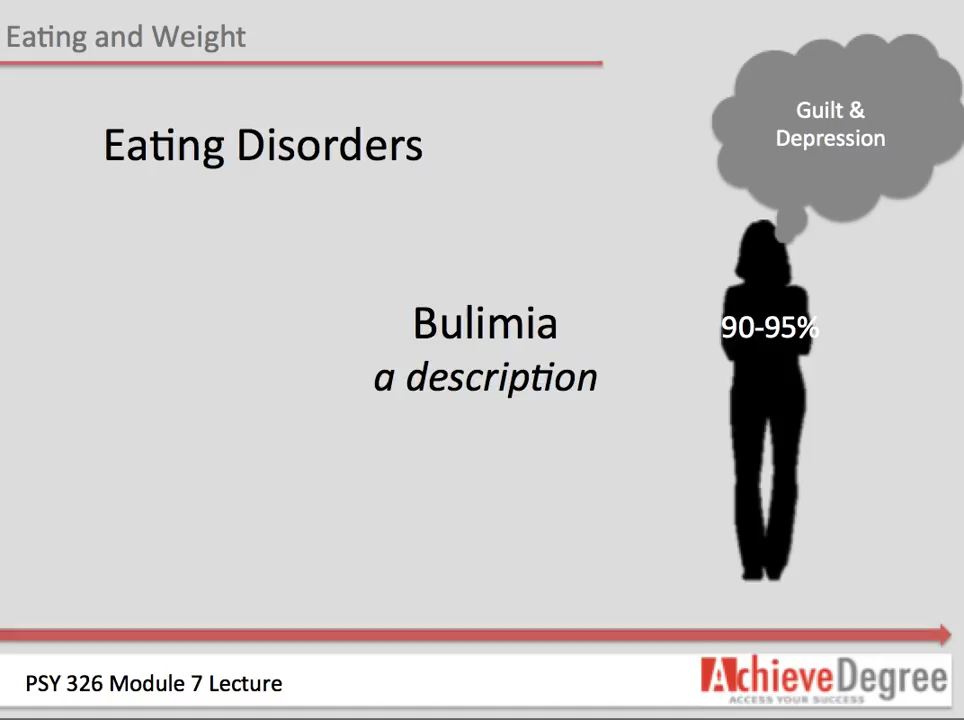 Eating and Weight
Guilt &
Depression
Eating Disorders
90-95%
Bulimia
a description
PSY 326 Module 7 Lecture
AchieveDegree
ACCESS YOUR SUCCESS